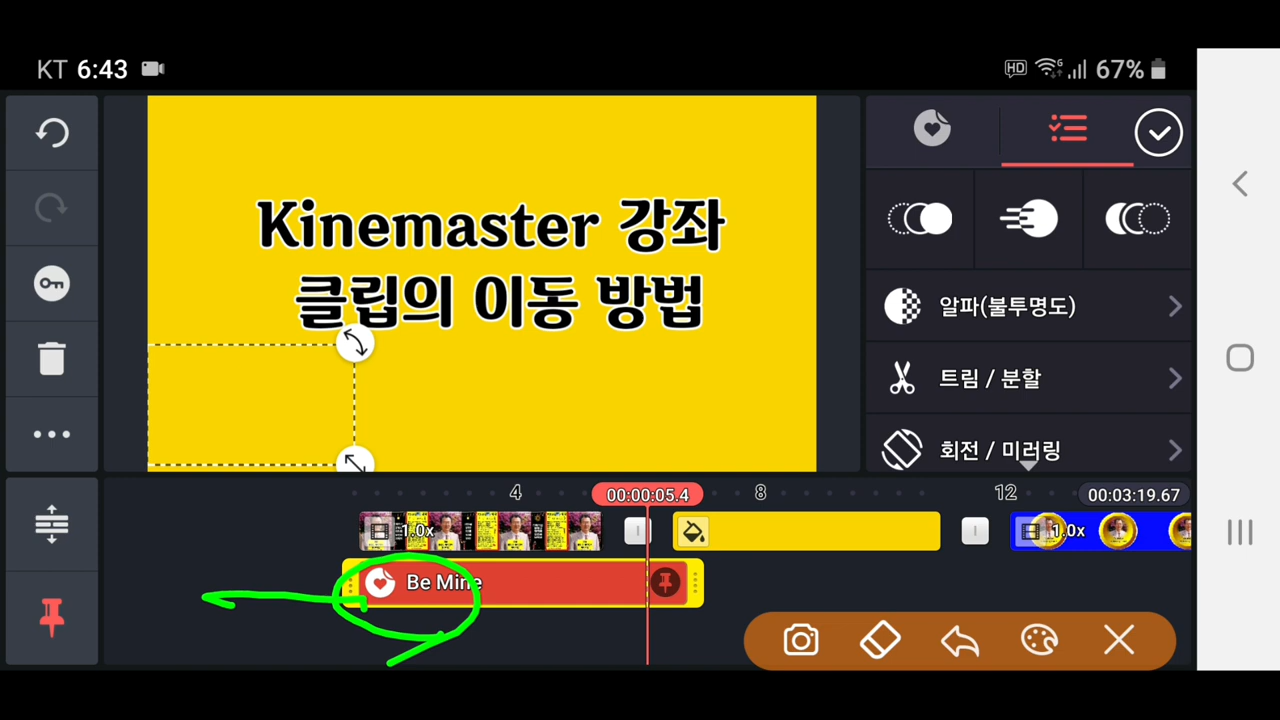 KT 6:43
HD
67%
Kinemaster 강좌
클립의 이동 방법
알파(불투명도)
트림 / 분할
회전 / 미러링
4
00:00:05.4
8
12
00:03:19.67
1.0x
1.0x
Be Mine